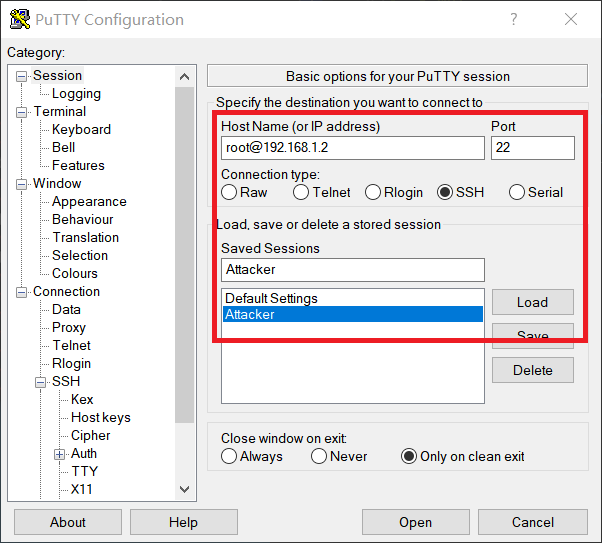 PuTTY Configuration
?
Category:
Session
Logging
Terminal
Keyboard
Bell
Features
Window
Appearance
Behaviour
Translation
Selection
Colours
Connection
Data
Proxy
Telnet
Rlogin
SSH
Kex
Host keys
Cipher
Auth
TTY
X11
Basic options for your PuTTY session
Specify the destination you want to connect to
Host Name (or IP address) Port
root@192.168.1.2 22
Connection type:
Raw Telnet Rlogin SSH Serial
Load, save or delete a stored session
Saved Sessions
Attacker
Default Settings Load
Attacker
Save
Delete
Close window on exit:
Always Never Only on clean exit
About Help Open Cancel